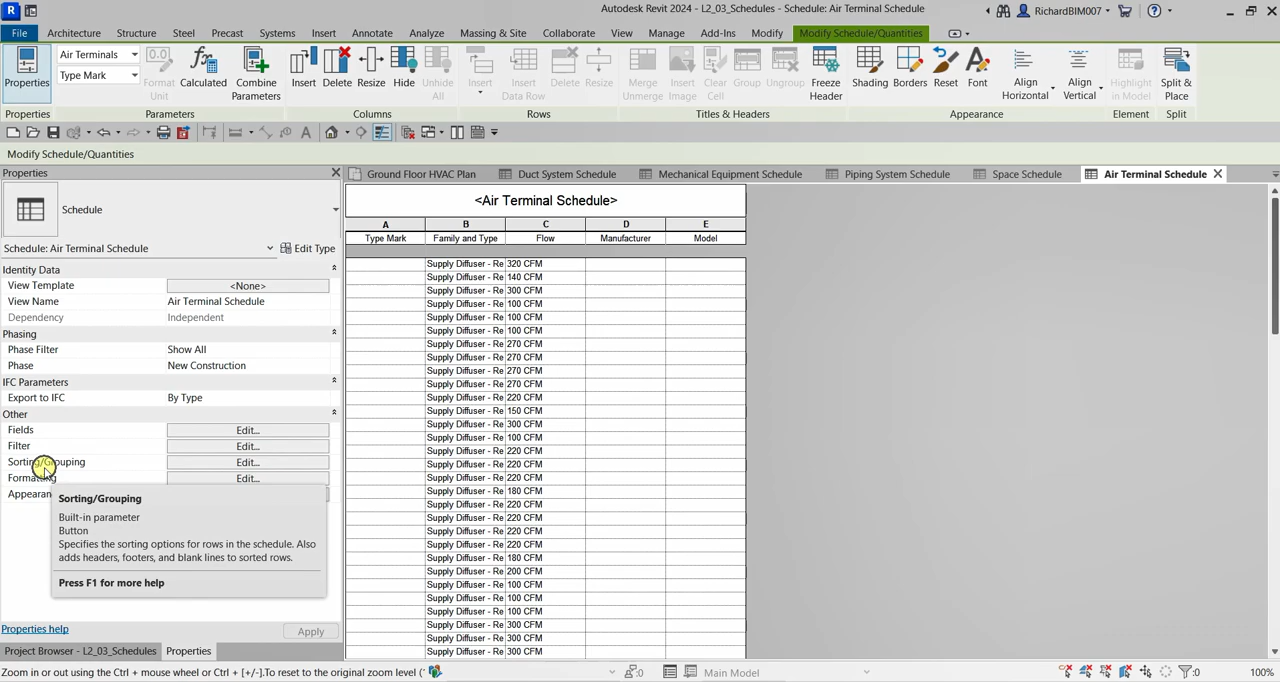 Autodesk Revit 2024 - L2_03_Schedules - Schedule: Air Terminal Schedule
RichardBIM007
File Architecture Structure Steel Precast Systems Insert Annotate Analyze Massing & Site Collaborate View Manage Add-Ins Modify Modify Schedule/Quantities
Properties
Air Terminals
Type Mark
Format Unit
Calculated
Combine Parameters
Insert
Delete
Resize
Hide
Unhide All
Insert
Insert Data Row
Delete
Resize
Merge Unmerge
Insert Image
Clear Cell
Group
Ungroup
Freeze Header
Shading
Borders
Reset
Font
Align Horizontal
Align Vertical
Highlight in Model
Split & Place
Properties Parameters Columns Rows Titles & Headers Appearance Element Split
Modify Schedule/Quantities
Properties
Schedule
Schedule: Air Terminal Schedule Edit Type
Identity Data
View Template <None>
View Name Air Terminal Schedule
Dependency Independent
Phasing
Phase Filter Show All
Phase New Construction
IFC Parameters
Export to IFC By Type
Other
Fields Edit...
Filter Edit...
Sorting/Grouping Edit...
Formatting Edit...
Appearan
Sorting/Grouping
Built-in parameter
Button
Specifies the sorting options for rows in the schedule. Also
adds headers, footers, and blank lines to sorted rows.
Press F1 for more help
Properties help Apply
Project Browser - L2_03_Schedules Properties
Ground Floor HVAC Plan Duct System Schedule Mechanical Equipment Schedule Piping System Schedule Space Schedule Air Terminal Schedule
<Air Terminal Schedule>
A B C D E
Type Mark Family and Type Flow Manufacturer Model
Supply Diffuser - Re 320 CFM
Supply Diffuser - Re 140 CFM
Supply Diffuser - Re 300 CFM
Supply Diffuser - Re 100 CFM
Supply Diffuser - Re 100 CFM
Supply Diffuser - Re 100 CFM
Supply Diffuser - Re 270 CFM
Supply Diffuser - Re 270 CFM
Supply Diffuser - Re 270 CFM
Supply Diffuser - Re 270 CFM
Supply Diffuser - Re 220 CFM
Supply Diffuser - Re 150 CFM
Supply Diffuser - Re 300 CFM
Supply Diffuser - Re 100 CFM
Supply Diffuser - Re 220 CFM
Supply Diffuser - Re 220 CFM
Supply Diffuser - Re 220 CFM
Supply Diffuser - Re 180 CFM
Supply Diffuser - Re 220 CFM
Supply Diffuser - Re 220 CFM
Supply Diffuser - Re 220 CFM
Supply Diffuser - Re 220 CFM
Supply Diffuser - Re 180 CFM
Supply Diffuser - Re 200 CFM
Supply Diffuser - Re 100 CFM
Supply Diffuser - Re 100 CFM
Supply Diffuser - Re 100 CFM
Supply Diffuser - Re 300 CFM
Supply Diffuser - Re 300 CFM
Supply Diffuser - Re 300 CFM
Zoom in or out using the Ctrl + mouse wheel or Ctrl + [+/-].To reset to the original zoom level (' :0 Main Model :0 100%